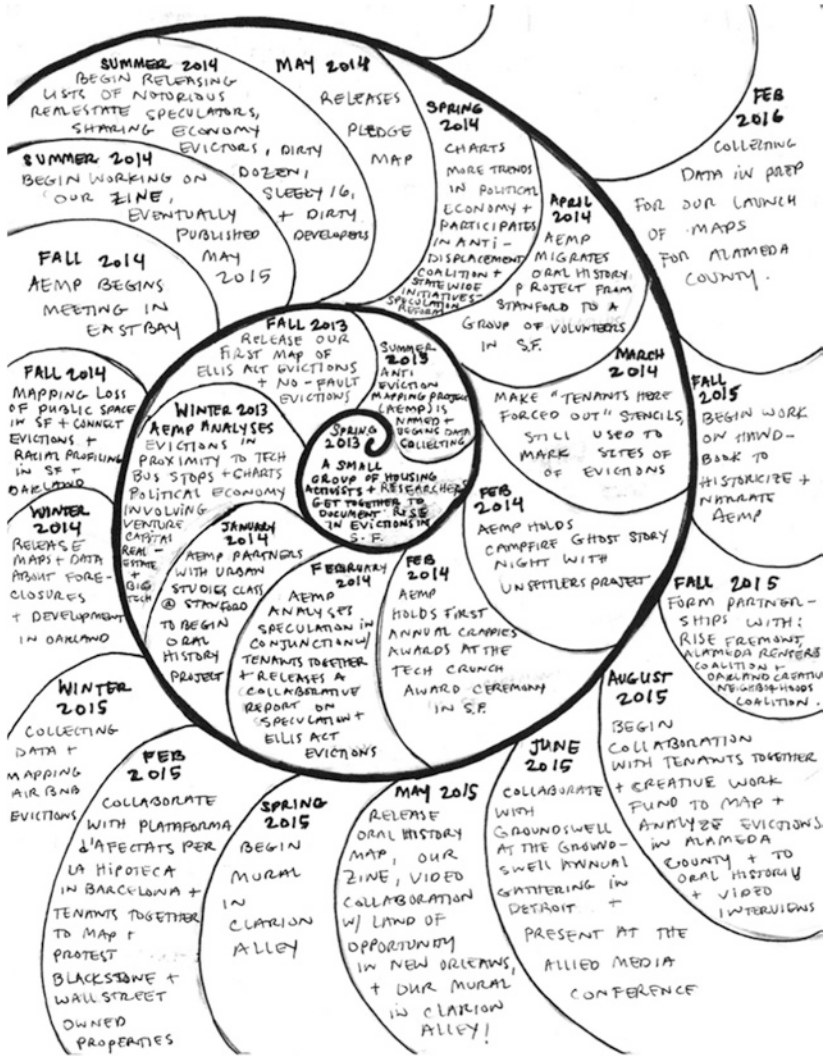 SPRING
2013
A SMALL
GROUP OF HOUSING
ACTIVISTS + RESEARCHERS
GET TOGETHER TO
DOCUMENT RISE
IN EVICTIONS IN
S.F.
SUMMER
2013
ANTI
EVICTION
MAPPING PROJECT
(AEMP) IS
NAMED +
BEGINS DATA
COLLECTING
FALL 2013
RELEASE OUR
FIRST MAP OF
ELLIS ACT EVICTIONS
+ NO-FAULT
EVICTIONS
WINTER 2013
AEMP ANALYSES
EVICTIONS IN
PROXIMITY TO TECH
BUS STOPS + CHARTS
POLITICAL ECONOMY
INVOLVING
VENTURE
CAPITAL
REAL-
ESTATE
+
BIG
TECH
JANUARY
2014
AEMP PARTNERS
WITH URBAN
STUDIES CLASS
@ STANFORD
TO BEGIN
ORAL
HISTORY
PROJECT
FEBRUARY
2014
AEMP
ANALYSES
SPECULATION IN
CONJUNCTION W/
TENANTS TOGETHER
+ RELEASES A
COLLABORATIVE
REPORT ON
SPECULATION +
ELLIS ACT
EVICTIONS
FEB
2014
AEMP
HOLDS FIRST
ANNUAL CRAPPIES
AWARDS AT THE
TECH CRUNCH
AWARD CEREMONY
IN S.F.
FEB
2014
AEMP HOLDS
CAMPFIRE GHOST STORY
NIGHT WITH
UNSETTLERS PROJECT
MARCH
2014
MAKE "TENANTS HERE
FORCED OUT" STENCILS,
STILL USED TO
MARK SITES OF
OF EVICTIONS
APRIL
2014
AEMP
MIGRATES
ORAL HISTORY
PROJECT FROM
STANFORD TO A
GROUP OF VOLUNTEERS
IN S.F.
SPRING
2014
CHARTS
MORE TRENDS
IN POLITICAL
ECONOMY +
PARTICIPATES
IN ANTI-
DISPLACEMENT
COALITION +
STATEWIDE
INITIATIVES-
SPECULATION
REFORM
MAY 2014
RELEASES
PLEDGE
MAP
SUMMER 2014
BEGIN RELEASING
LISTS OF NOTORIOUS
REALESTATE SPECULATORS,
SHARING ECONOMY
EVICTORS, DIRTY
DOZEN,
SLEEZY 16,
+ DIRTY
DEVELOPERS
SUMMER 2014
BEGIN WORKING ON
OUR ZINE,
EVENTUALLY
PUBLISHED
MAY
2015
FALL 2014
AEMP BEGINS
MEETING IN
EAST BAY
FALL 2014
MAPPING LOSS
OF PUBLIC SPACE
IN SF + CONNECT
EVICTIONS +
RACIAL PROFILING
IN SF +
OAKLAND
WINTER
2014
RELEASE
MAPS + DATA
ABOUT FORE-
CLOSURES
+ DEVELOPMENT
IN OAKLAND
WINTER
2015
COLLECTING
DATA +
MAPPING
AIR BNB
EVICTIONS
FEB
2015
COLLABORATE
WITH PLATAFORMA
d'AFECTATS PER
LA HIPOTECA
IN BARCELONA +
TENANTS TOGETHER
TO MAP +
PROTEST
BLACKSTONE +
WALL STREET
OWNED
PROPERTIES
SPRING
2015
BEGIN
MURAL
IN
CLARION
ALLEY
MAY 2015
RELEASE
ORAL HISTORY
MAP, OUR
ZINE, VIDEO
COLLABORATION
W/ LAND OF
OPPORTUNITY
IN NEW ORLEANS,
+ OUR MURAL
IN CLARION
ALLEY!
JUNE
2015
COLLABORATE
WITH
GROUNDSWELL
AT THE GROUND-
SWELL ANNUAL
GATHERING IN
DETROIT +
PRESENT AT THE
ALLIED MEDIA
CONFERENCE
AUGUST
2015
BEGIN
COLLABORATION
WITH TENANTS TOGETHER
+ CREATIVE WORK
FUND TO MAP +
ANALYZE EVICTIONS
IN ALAMEDA
COUNTY + TO
ORAL HISTORY
+ VIDEO
INTERVIEWS
FALL 2015
FORM PARTNER-
SHIPS WITH:
RISE FREMONT,
ALAMEDA RENTERS
COALITION +
OAKLAND CREATIVE
NEIGHBORHOODS
COALITION.
FALL
2015
BEGIN WORK
ON HAND-
BOOK TO
HISTORICIZE +
NARRATE
AEMP
FEB
2016
COLLECTING
DATA IN PREP
FOR OUR LAUNCH
OF MAPS
FOR ALAMEDA
COUNTY.